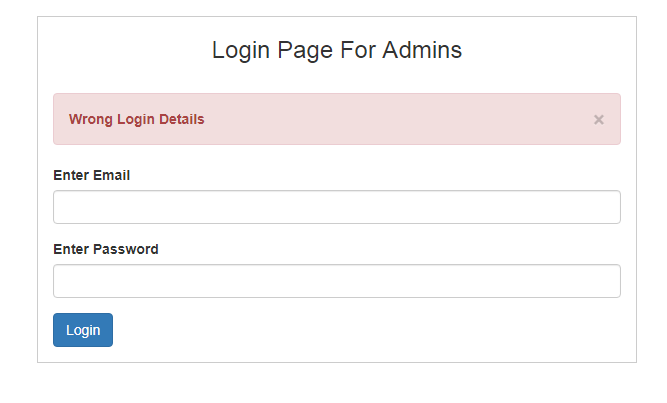 Login Page For Admins
Wrong Login Details ×
Enter Email
Enter Password
Login